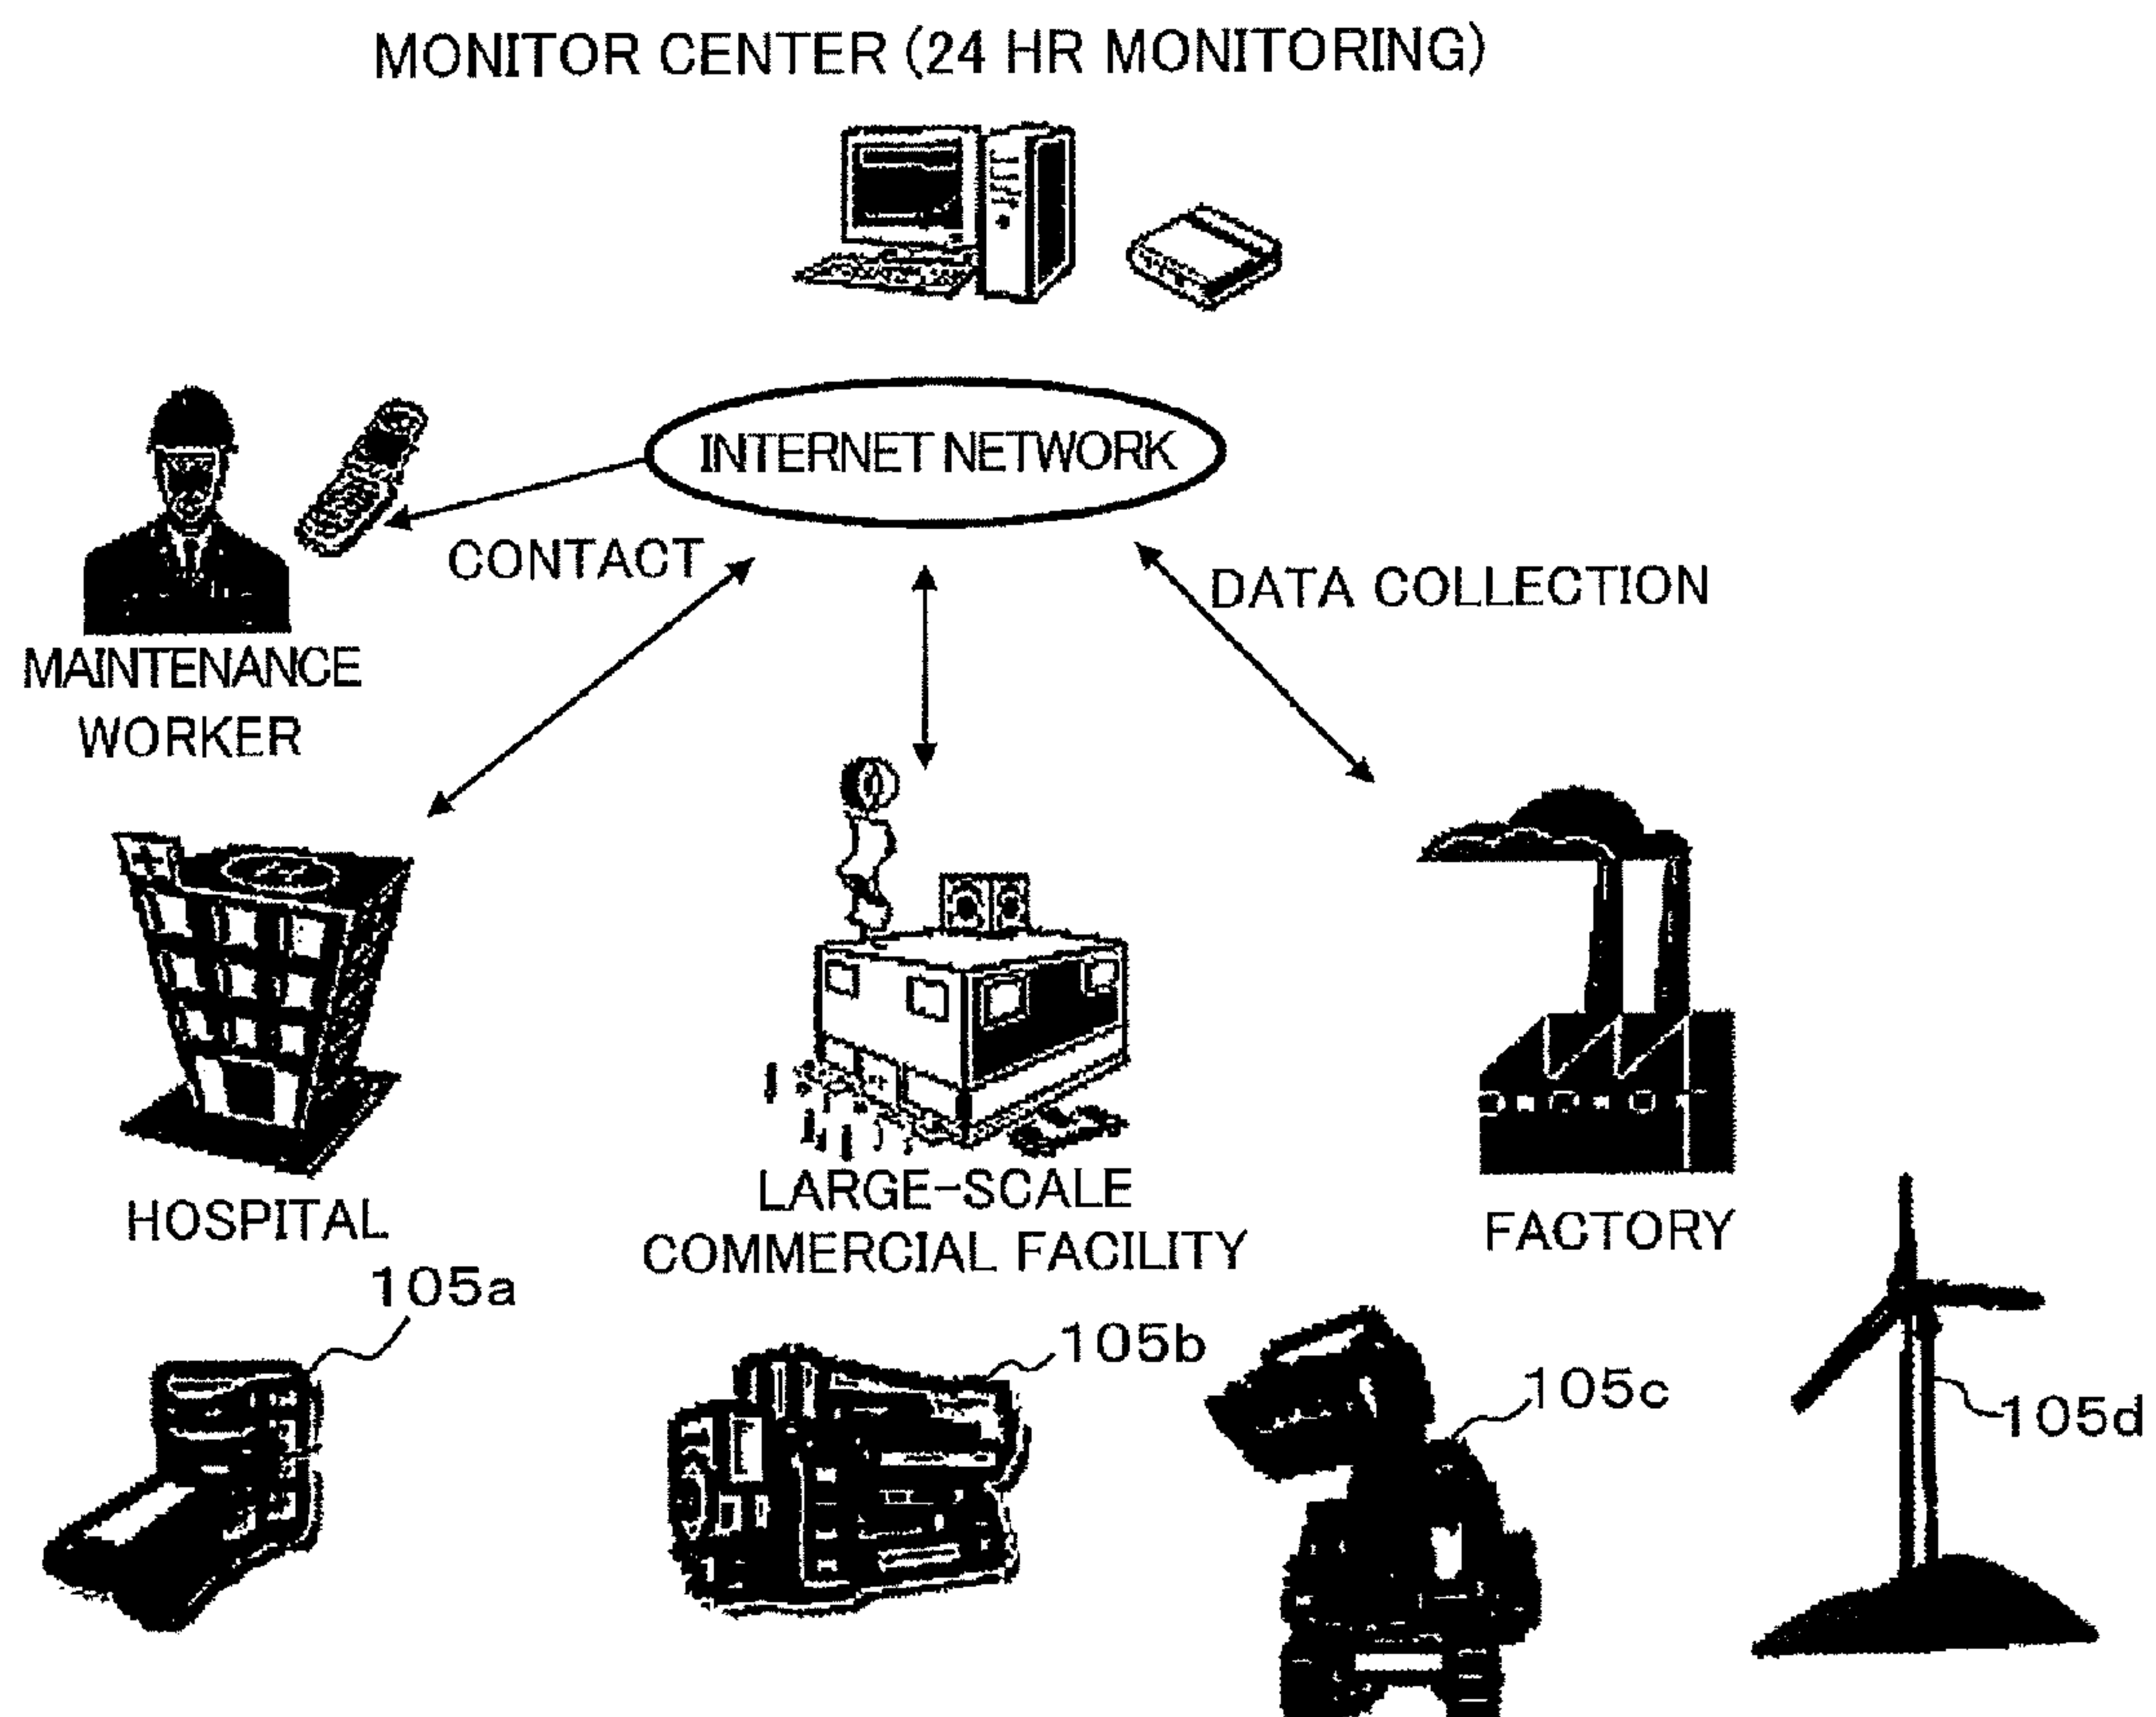 MONITOR CENTER (24 HR MONITORING)
INTERNET NETWORK
CONTACT
DATA COLLECTION
MAINTENANCE
WORKER
HOSPITAL
LARGE-SCALE
COMMERCIAL FACILITY
FACTORY
105a
105b
105c
105d